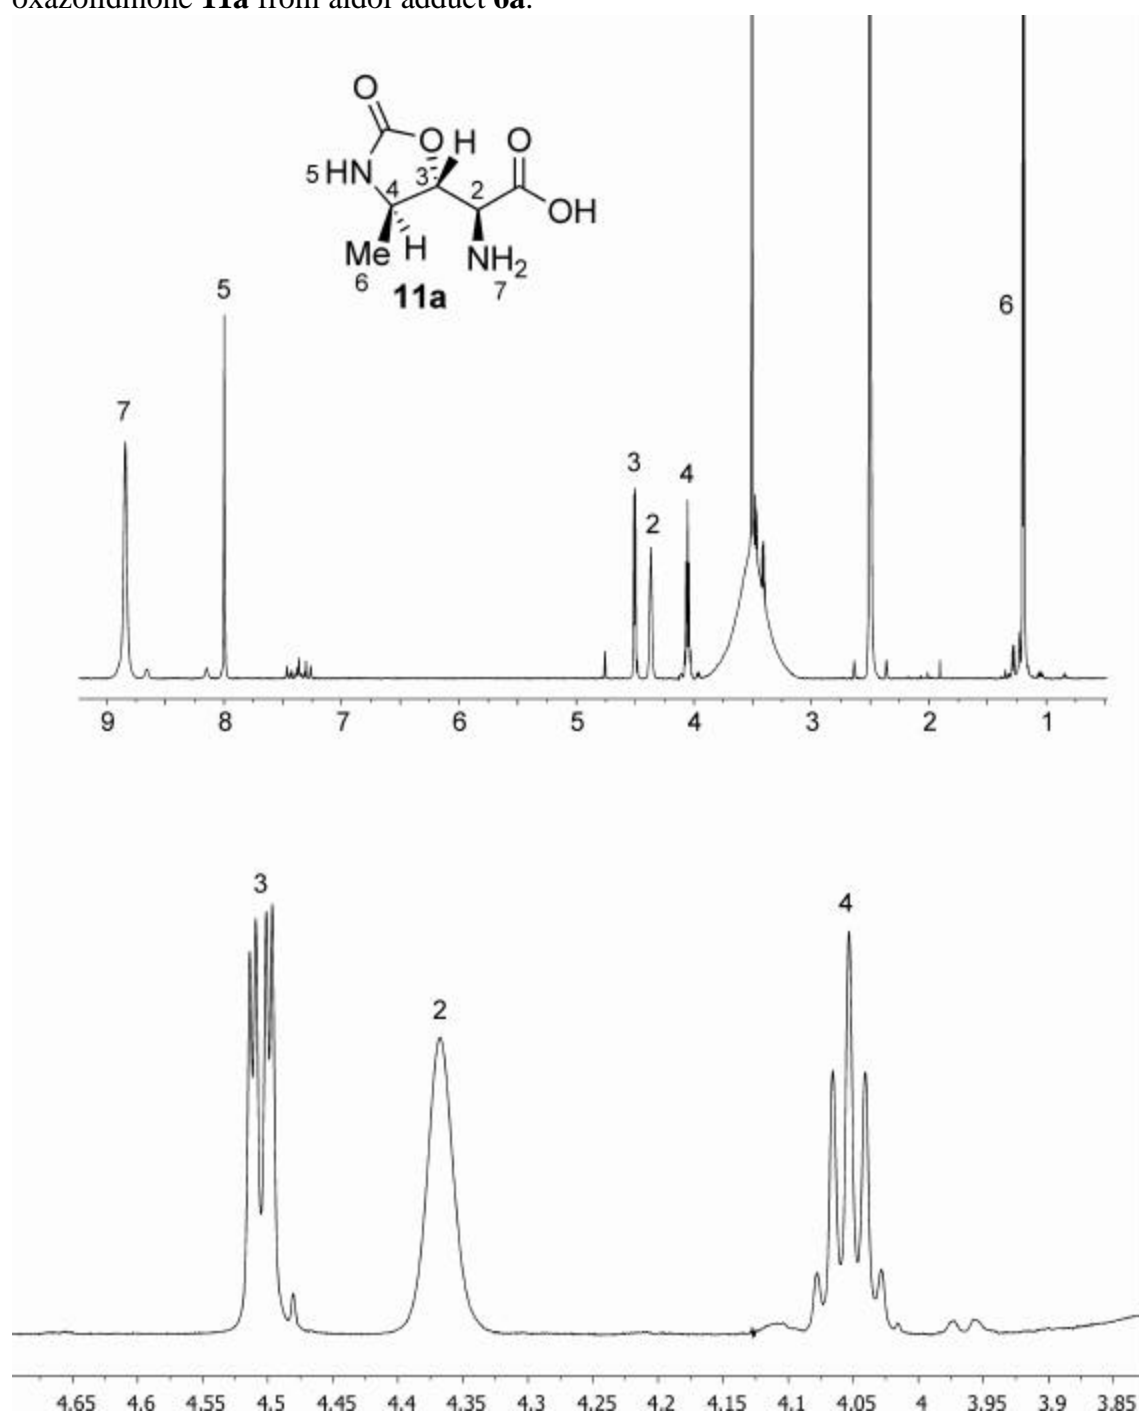 oxazolidinone 11a from aldol adduct 6a.
O
O H O
5 HN 3 2
4 OH
Me H NH2
6 11a 7
5
6
7
3 4
2
9 8 7 6 5 4 3 2 1
3
4
2
4.65 4.6 4.55 4.5 4.45 4.4 4.35 4.3 4.25 4.2 4.15 4.1 4.05 4 3.95 3.9 3.85